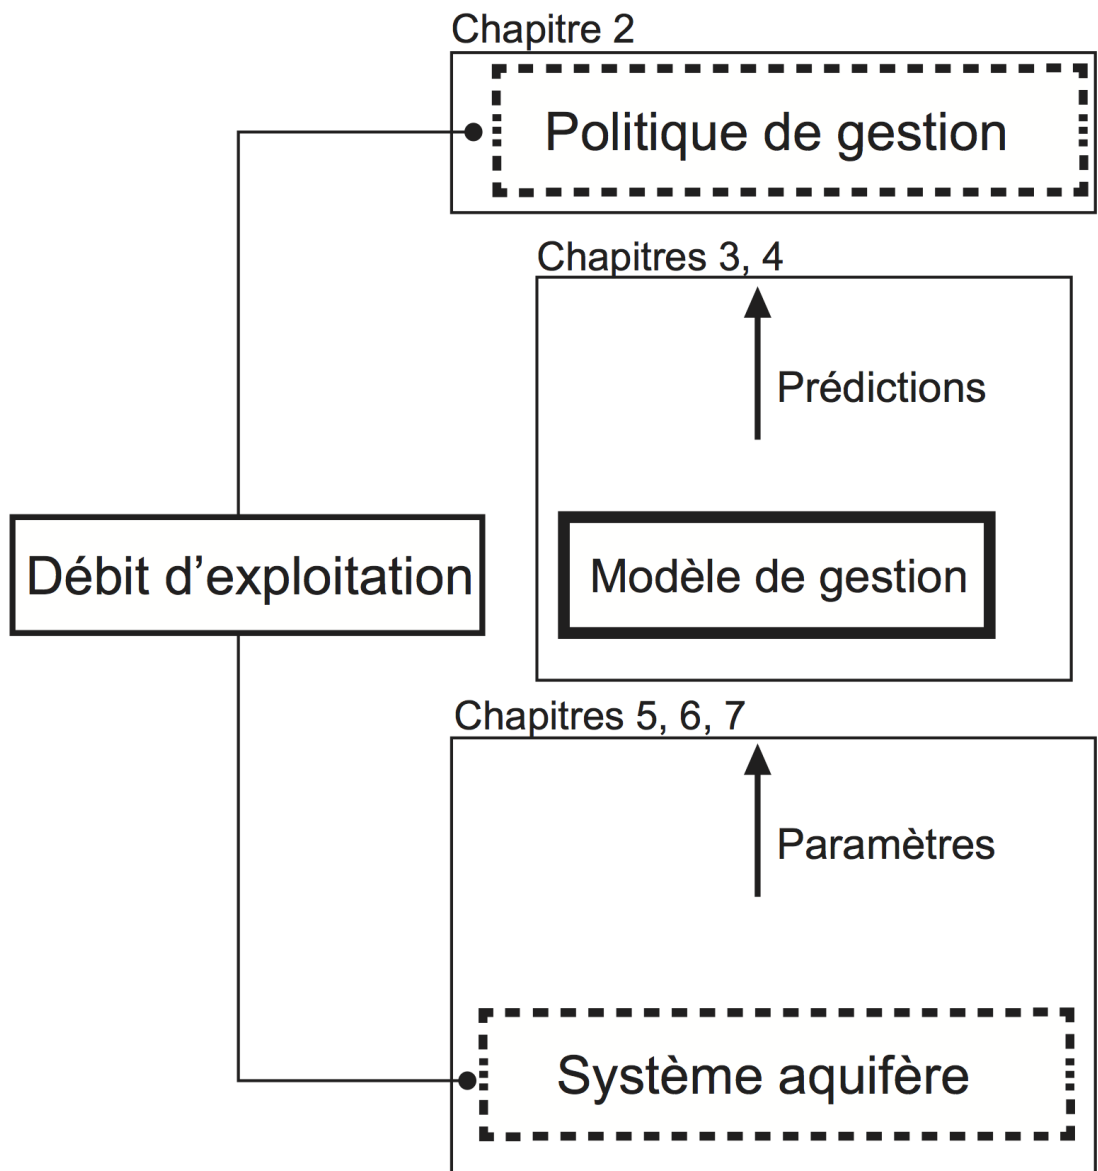 Chapitre 2
Politique de gestion
Chapitres 3, 4
Prédictions
Débit d’exploitation
Modèle de gestion
Chapitres 5, 6, 7
Paramètres
Système aquifère